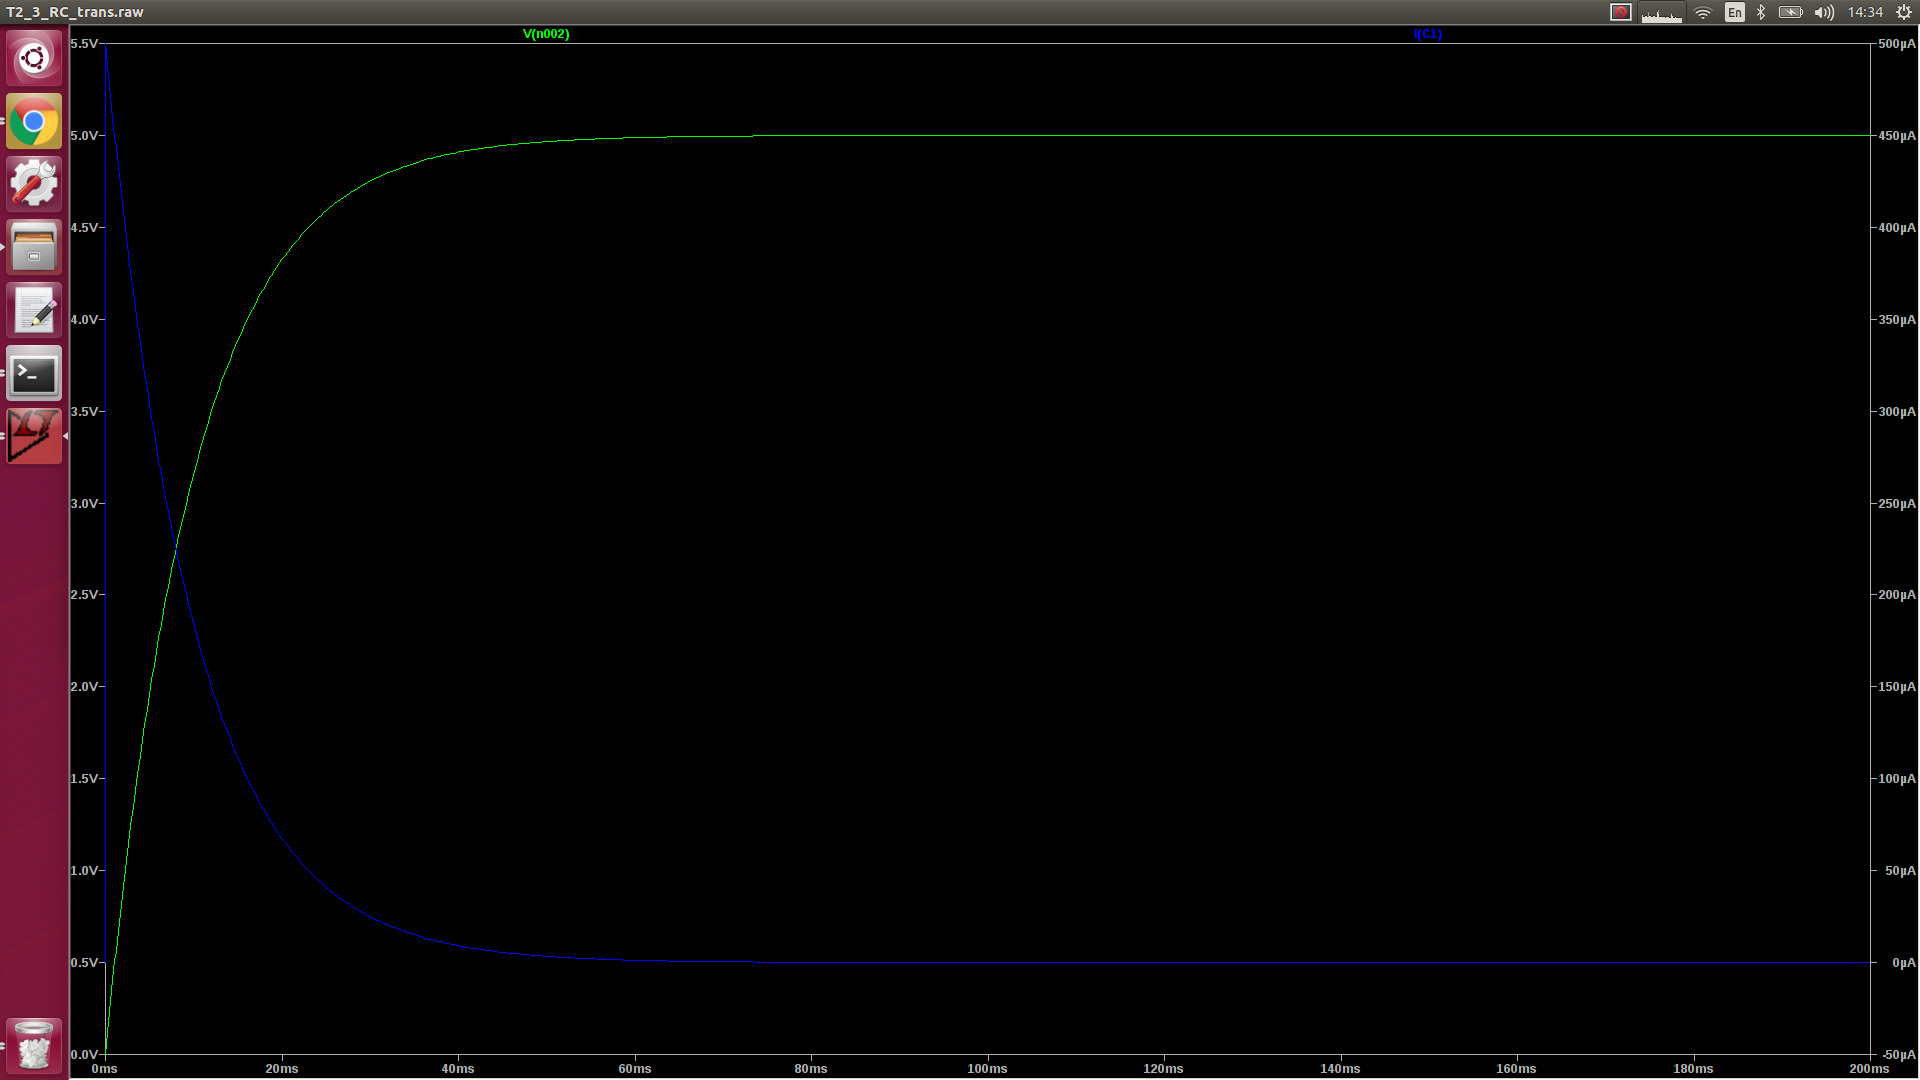 T2_3_RC_trans.raw
En
14:34
V(n002)
I(C1)
5.5V
5.0V
4.5V
4.0V
3.5V
3.0V
2.5V
2.0V
1.5V
1.0V
0.5V
0.0V
500µA
450µA
400µA
350µA
300µA
250µA
200µA
150µA
100µA
50µA
0µA
-50µA
0ms
20ms
40ms
60ms
80ms
100ms
120ms
140ms
160ms
180ms
200ms